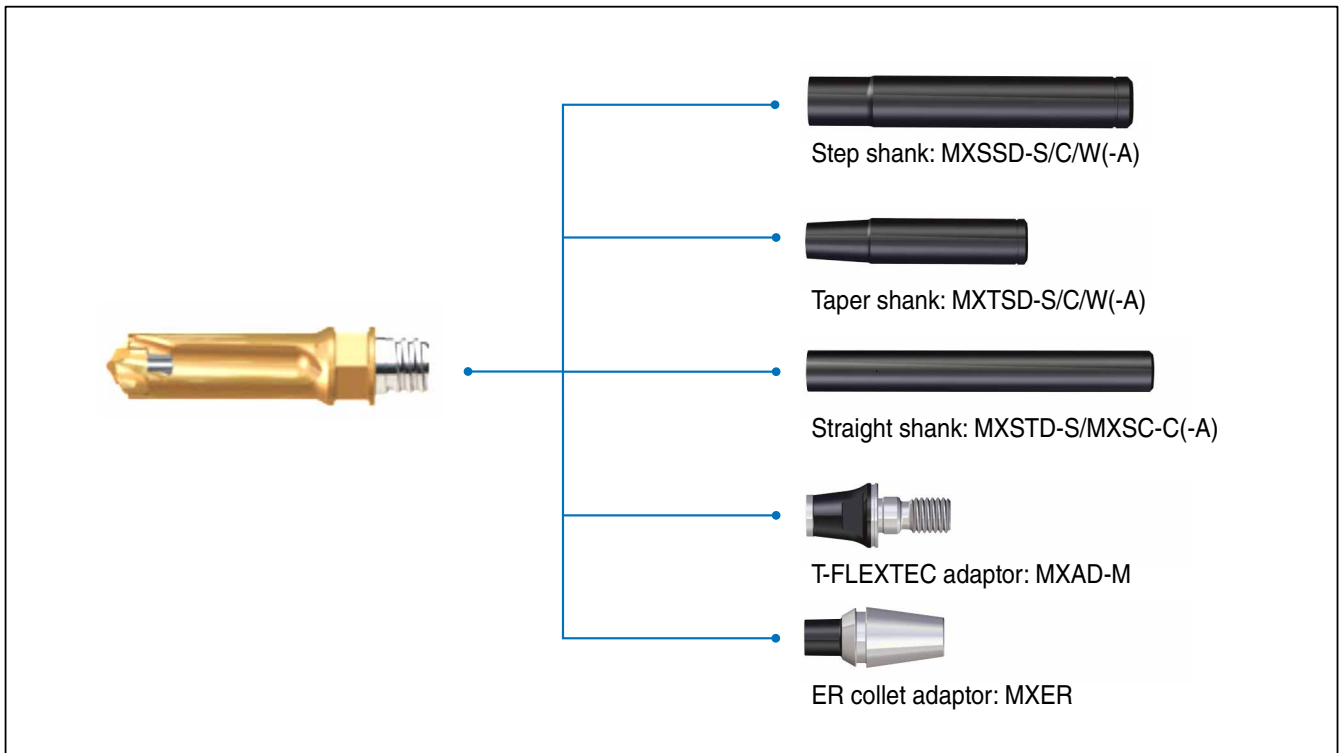 Step shank: MXSSD-S/C/W(-A)
Taper shank: MXTSD-S/C/W(-A)
Straight shank: MXSTD-S/MXSC-C(-A)
T-FLEXTEC adaptor: MXAD-M
ER collet adaptor: MXER